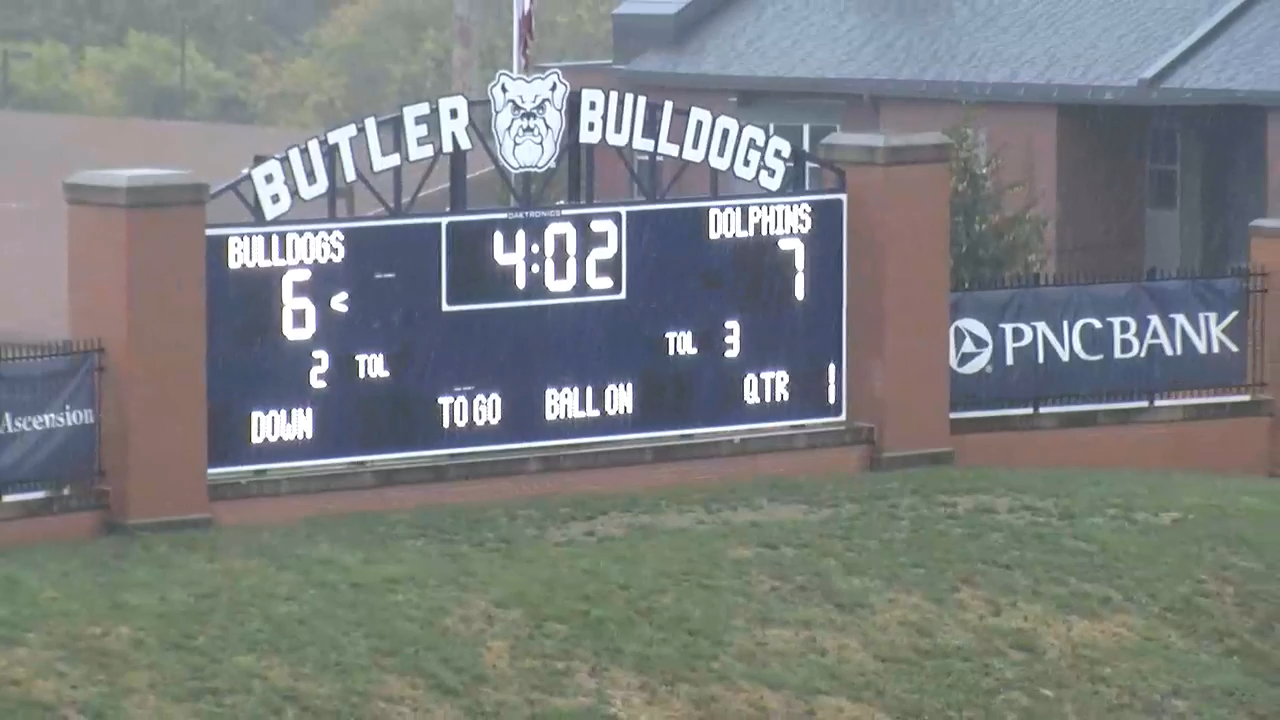 BUTLER BULLDOGS
DAKTRONICS
BULLDOGS 4:02 DOLPHINS
6 < 7
2 TOL TOL 3
DOWN TO GO BALL ON QTR 1
Ascension
PNC BANK